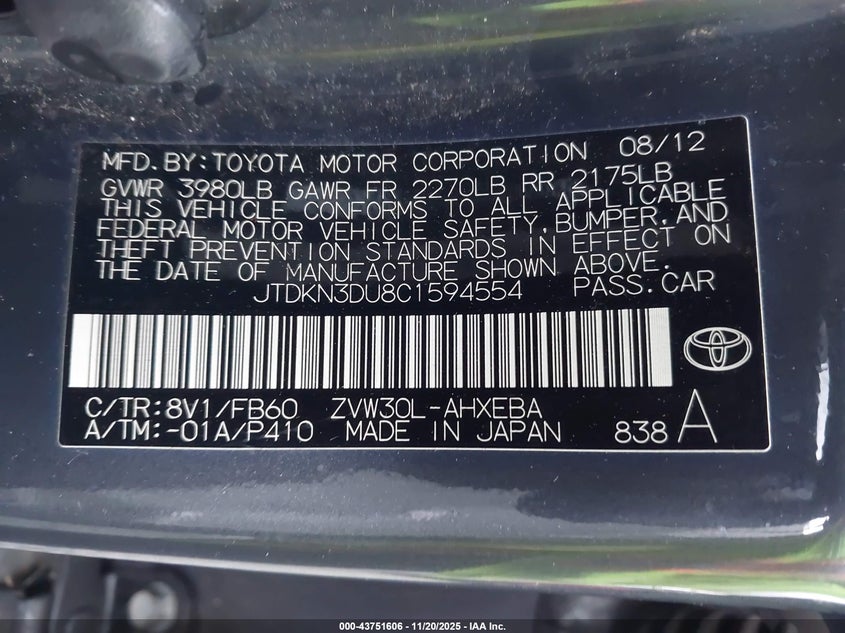 MFD.BY:TOYOTA MOTOR CORPORATION 08/12
GVWR 3980LB GAWR FR 2270LB RR 2175LB
THIS VEHICLE CONFORMS TO ALL APPLICABLE
FEDERAL MOTOR VEHICLE SAFETY,BUMPER,AND
THEFT PREVENTION STANDARDS IN EFFECT ON
THE DATE OF MANUFACTURE SHOWN ABOVE.
JTDKN3DU8C1594554 PASS.CAR
C/TR:8V1/FB60 ZVW30L-AHXEBA
A/TM:-01A/P410 MADE IN JAPAN 838 A
000-43751606 - 11/20/2025 - IAA Inc.